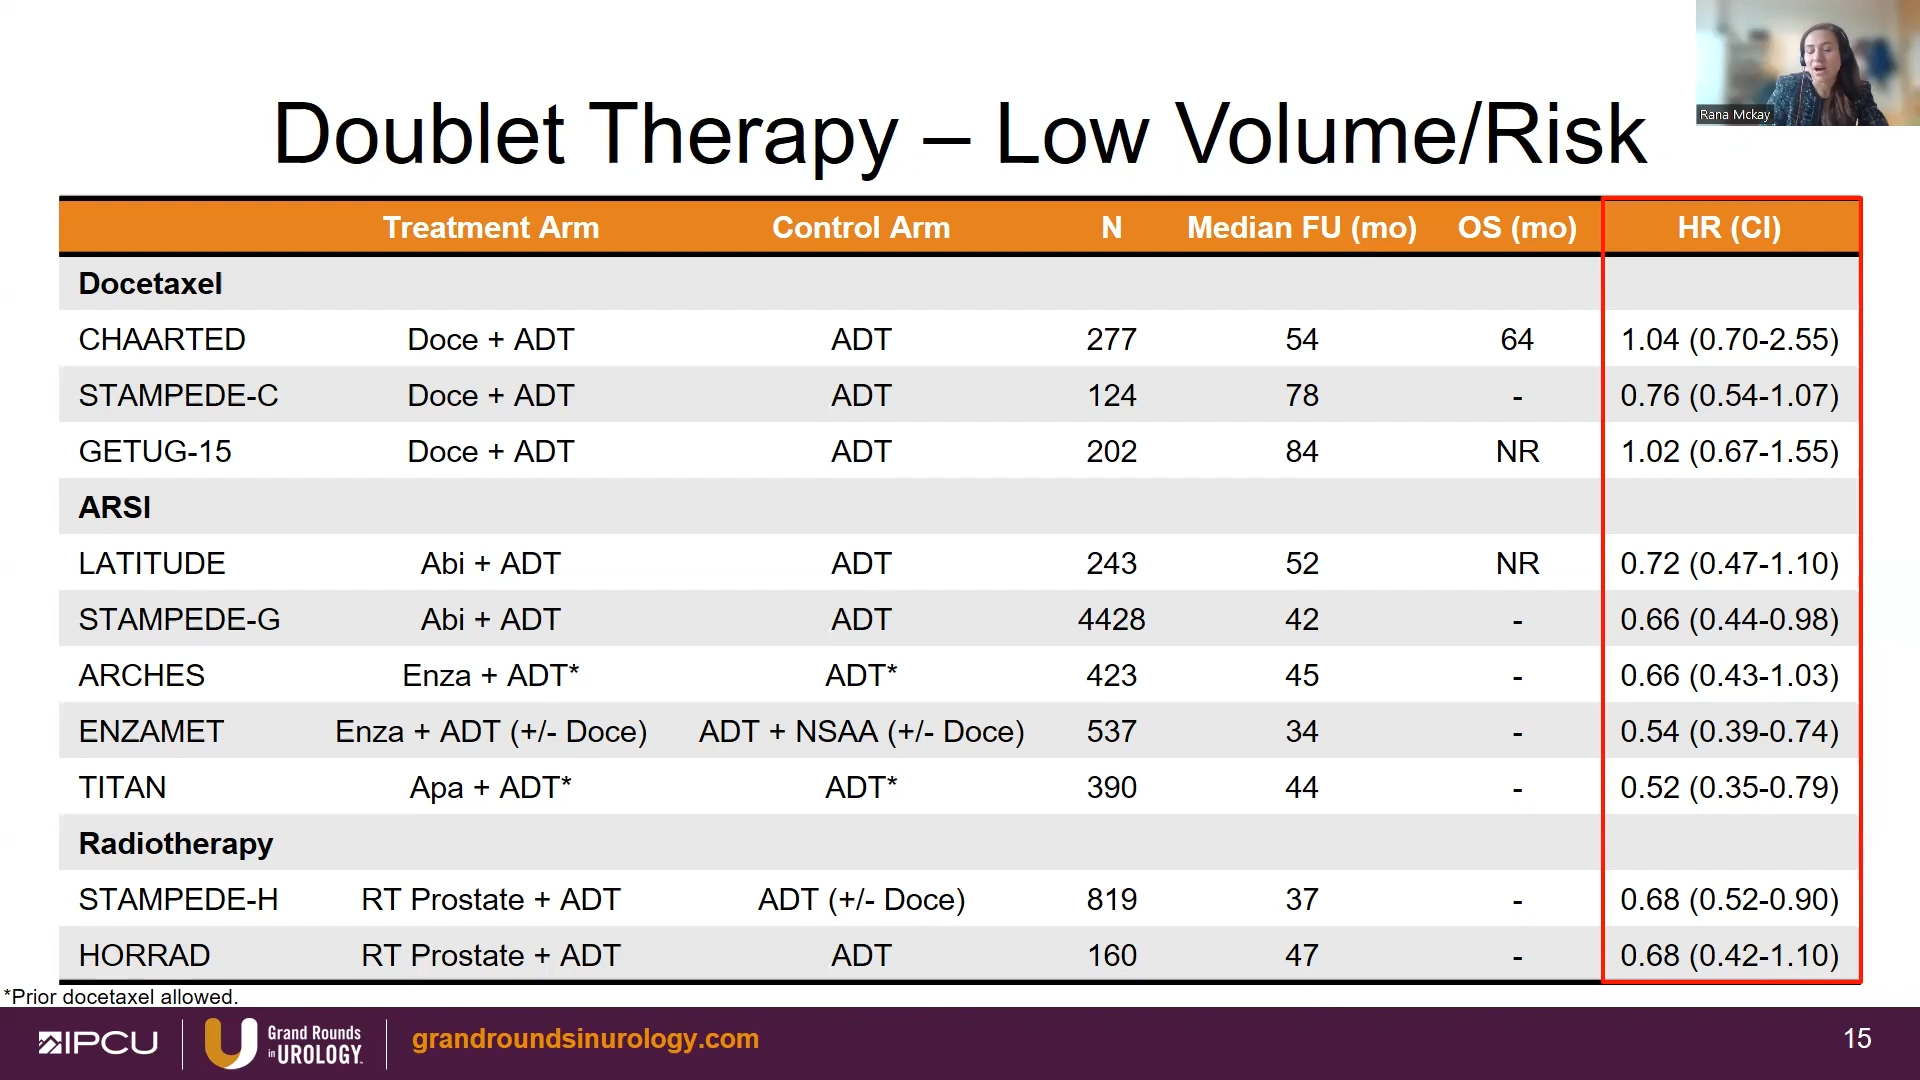 Rana Mckay
Doublet Therapy – Low Volume/Risk
Treatment Arm Control Arm N Median FU (mo) OS (mo) HR (CI)
Docetaxel
CHAARTED Doce + ADT ADT 277 54 64 1.04 (0.70-2.55)
STAMPEDE-C Doce + ADT ADT 124 78 - 0.76 (0.54-1.07)
GETUG-15 Doce + ADT ADT 202 84 NR 1.02 (0.67-1.55)
ARSI
LATITUDE Abi + ADT ADT 243 52 NR 0.72 (0.47-1.10)
STAMPEDE-G Abi + ADT ADT 4428 42 - 0.66 (0.44-0.98)
ARCHES Enza + ADT* ADT* 423 45 - 0.66 (0.43-1.03)
ENZAMET Enza + ADT (+/- Doce) ADT + NSAA (+/- Doce) 537 34 - 0.54 (0.39-0.74)
TITAN Apa + ADT* ADT* 390 44 - 0.52 (0.35-0.79)
Radiotherapy
STAMPEDE-H RT Prostate + ADT ADT (+/- Doce) 819 37 - 0.68 (0.52-0.90)
HORRAD RT Prostate + ADT ADT 160 47 - 0.68 (0.42-1.10)
*Prior docetaxel allowed.
IPCU
Grand Rounds
in UROLOGY
grandroundsinurology.com
15